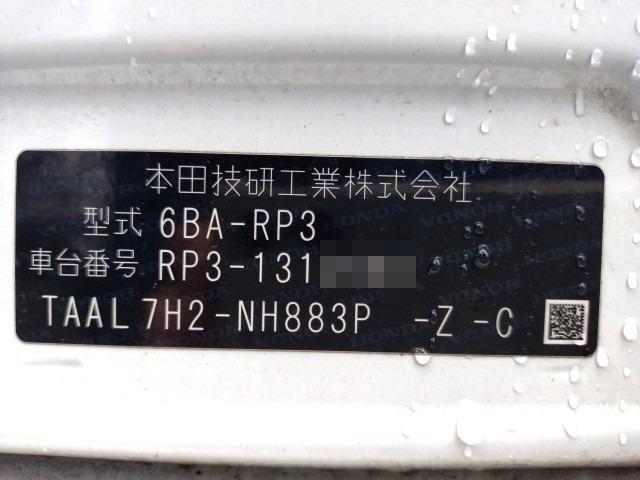 本田技研工業株式会社
型式 6BA-RP3
車台番号 RP3-131
TAAL 7H2-NH883P -Z -C